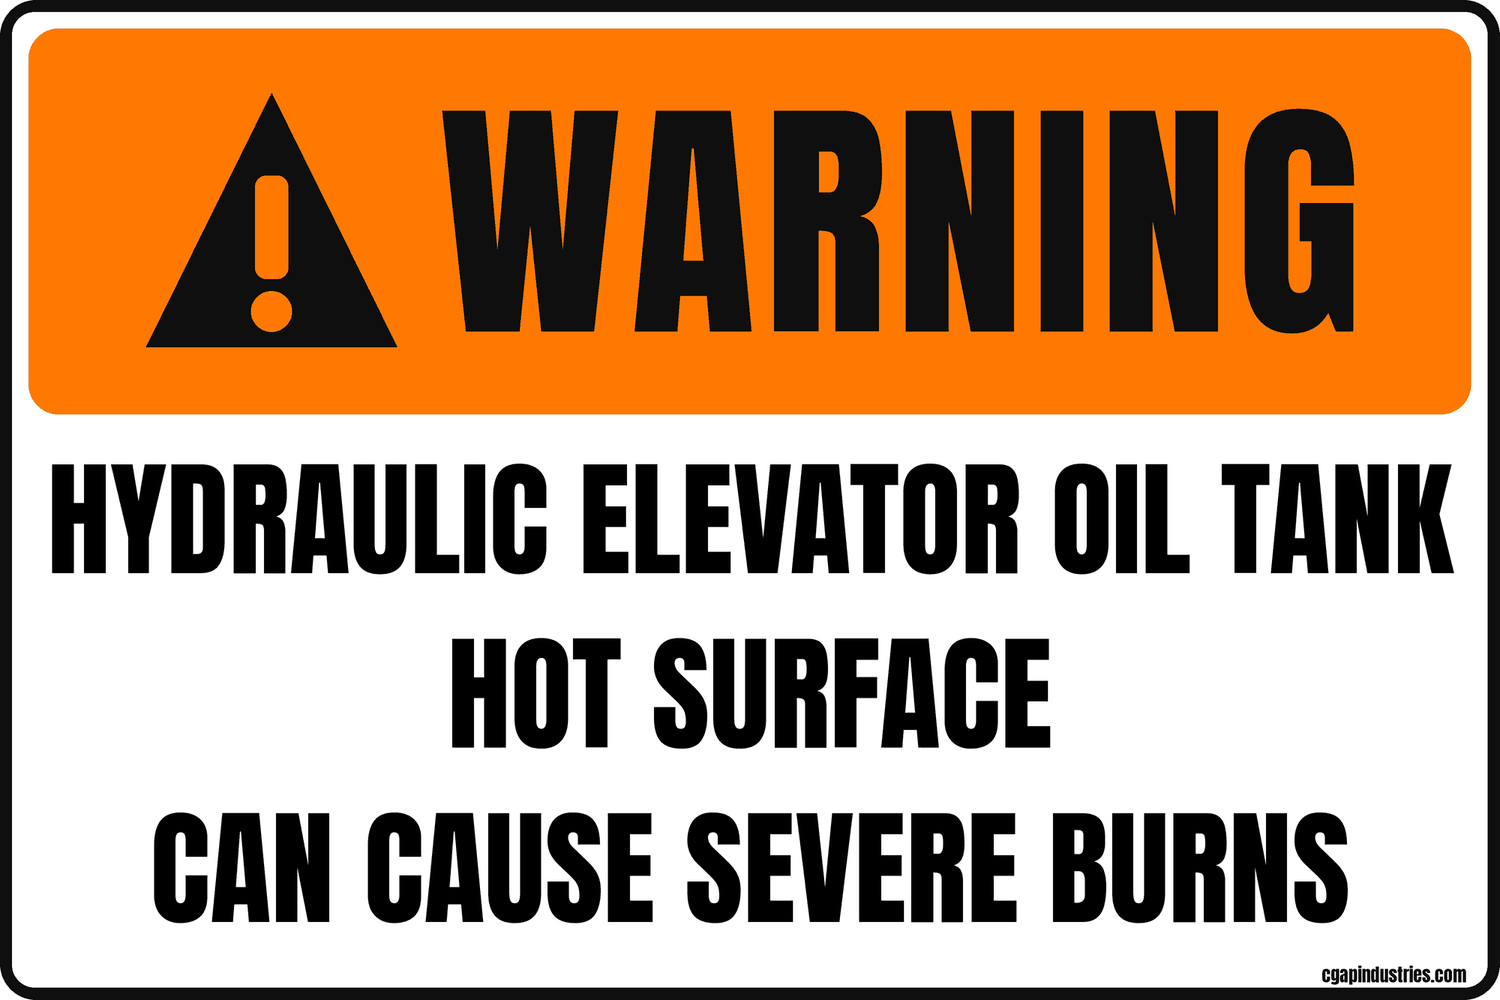 WARNING
HYDRAULIC ELEVATOR OIL TANK
HOT SURFACE
CAN CAUSE SEVERE BURNS
cgapindustries.com